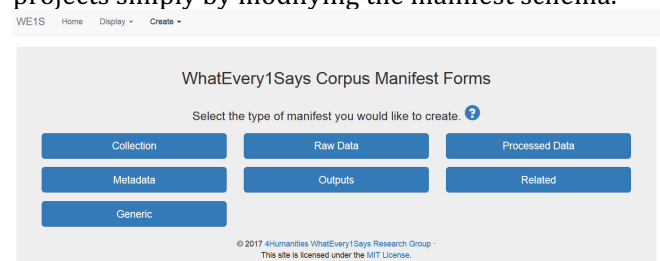 projects simply by modifying the manifest schema.
WE1S Home Display Create
WhatEvery1Says Corpus Manifest Forms
Select the type of manifest you would like to create. ?
Collection Raw Data Processed Data
Metadata Outputs Related
Generic
© 2017 4Humanities WhatEvery1Says Research Group ·
This site is licensed under the MIT License.